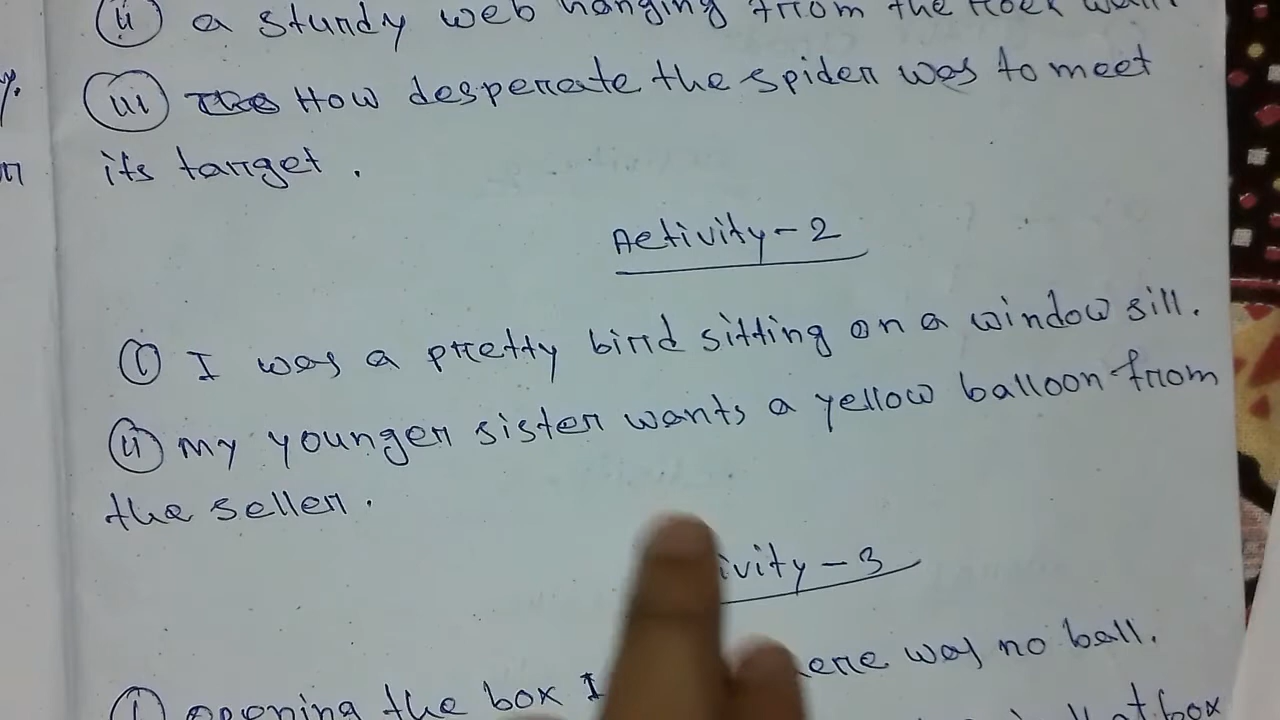 (ii) a sturdy web hanging from the rock wall.
(iii) How desperate the spider was to meet
its target.
Activity-2
(i) I was a pretty bird sitting on a window sill.
(ii) my younger sister wants a yellow balloon from
the seller.
ivity-3
(i) opening the box I was no ball.
box